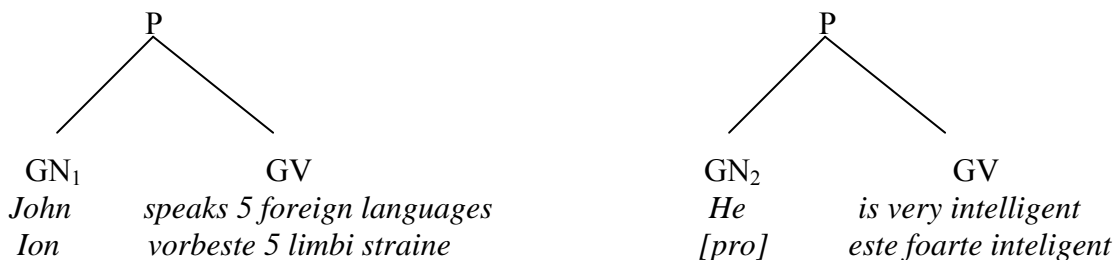 P P
GN₁ GV GN₂ GV
John speaks 5 foreign languages He is very intelligent
Ion vorbeste 5 limbi straine [pro] este foarte inteligent